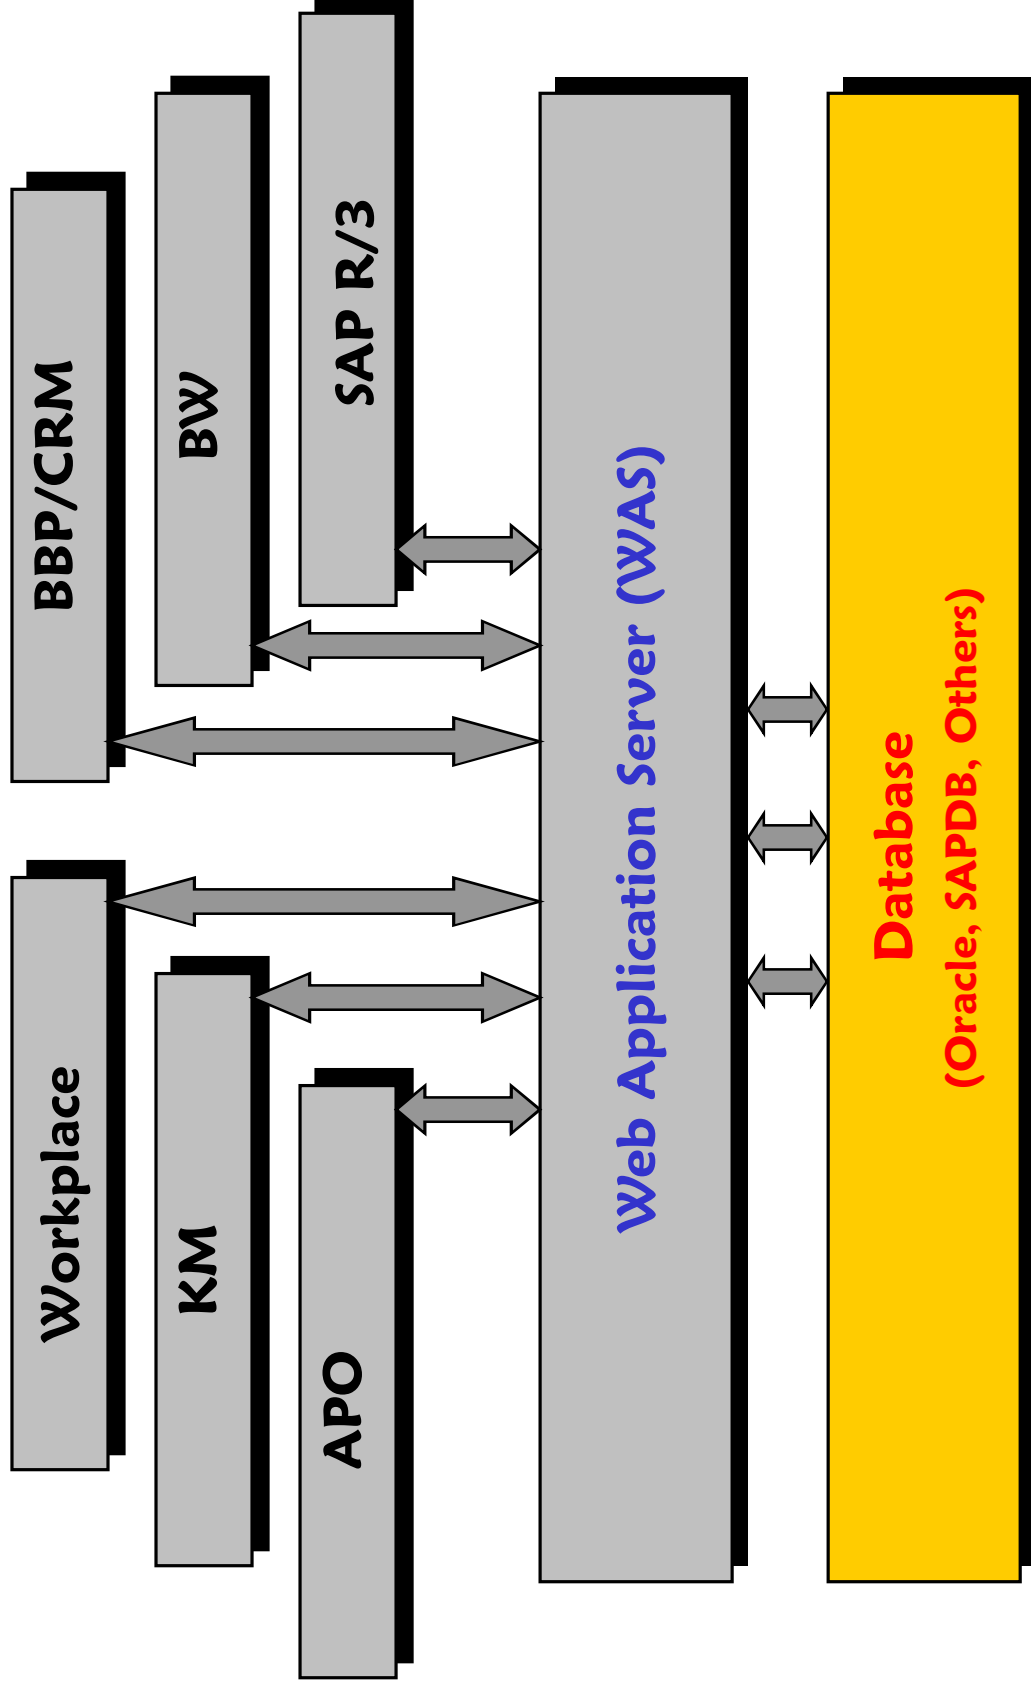 Workplace
BBP/CRM
KM
BW
APO
SAP R/3
Web Application Server (WAS)
Database
(Oracle, SAPDB, Others)